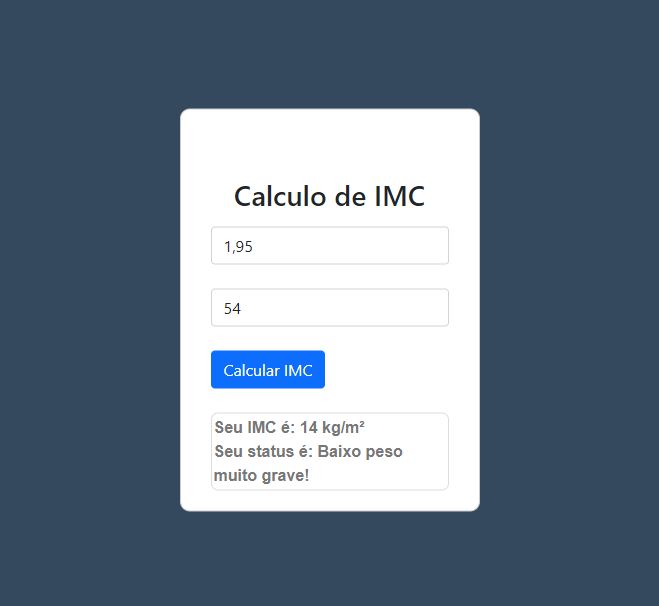 Calculo de IMC
1,95
54
Calcular IMC
Seu IMC é: 14 kg/m²
Seu status é: Baixo peso
muito grave!